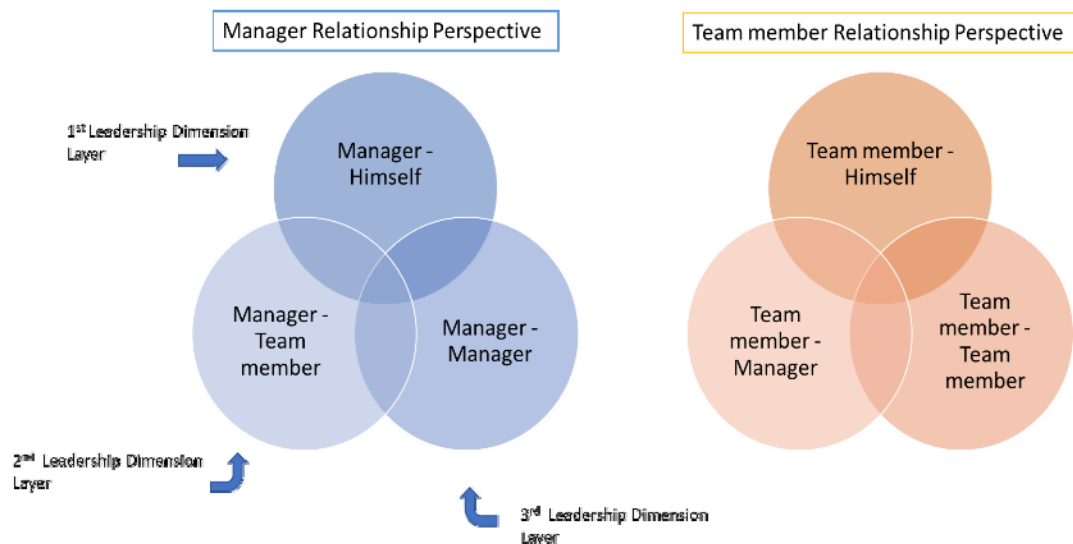 Manager Relationship Perspective
Team member Relationship Perspective
1st Leadership Dimension
Layer
Manager -
Himself
Team member -
Himself
Manager -
Team
member
Manager -
Manager
Team
member -
Manager
Team
member -
Team
member
2nd Leadership Dimension
Layer
3rd Leadership Dimension
Layer